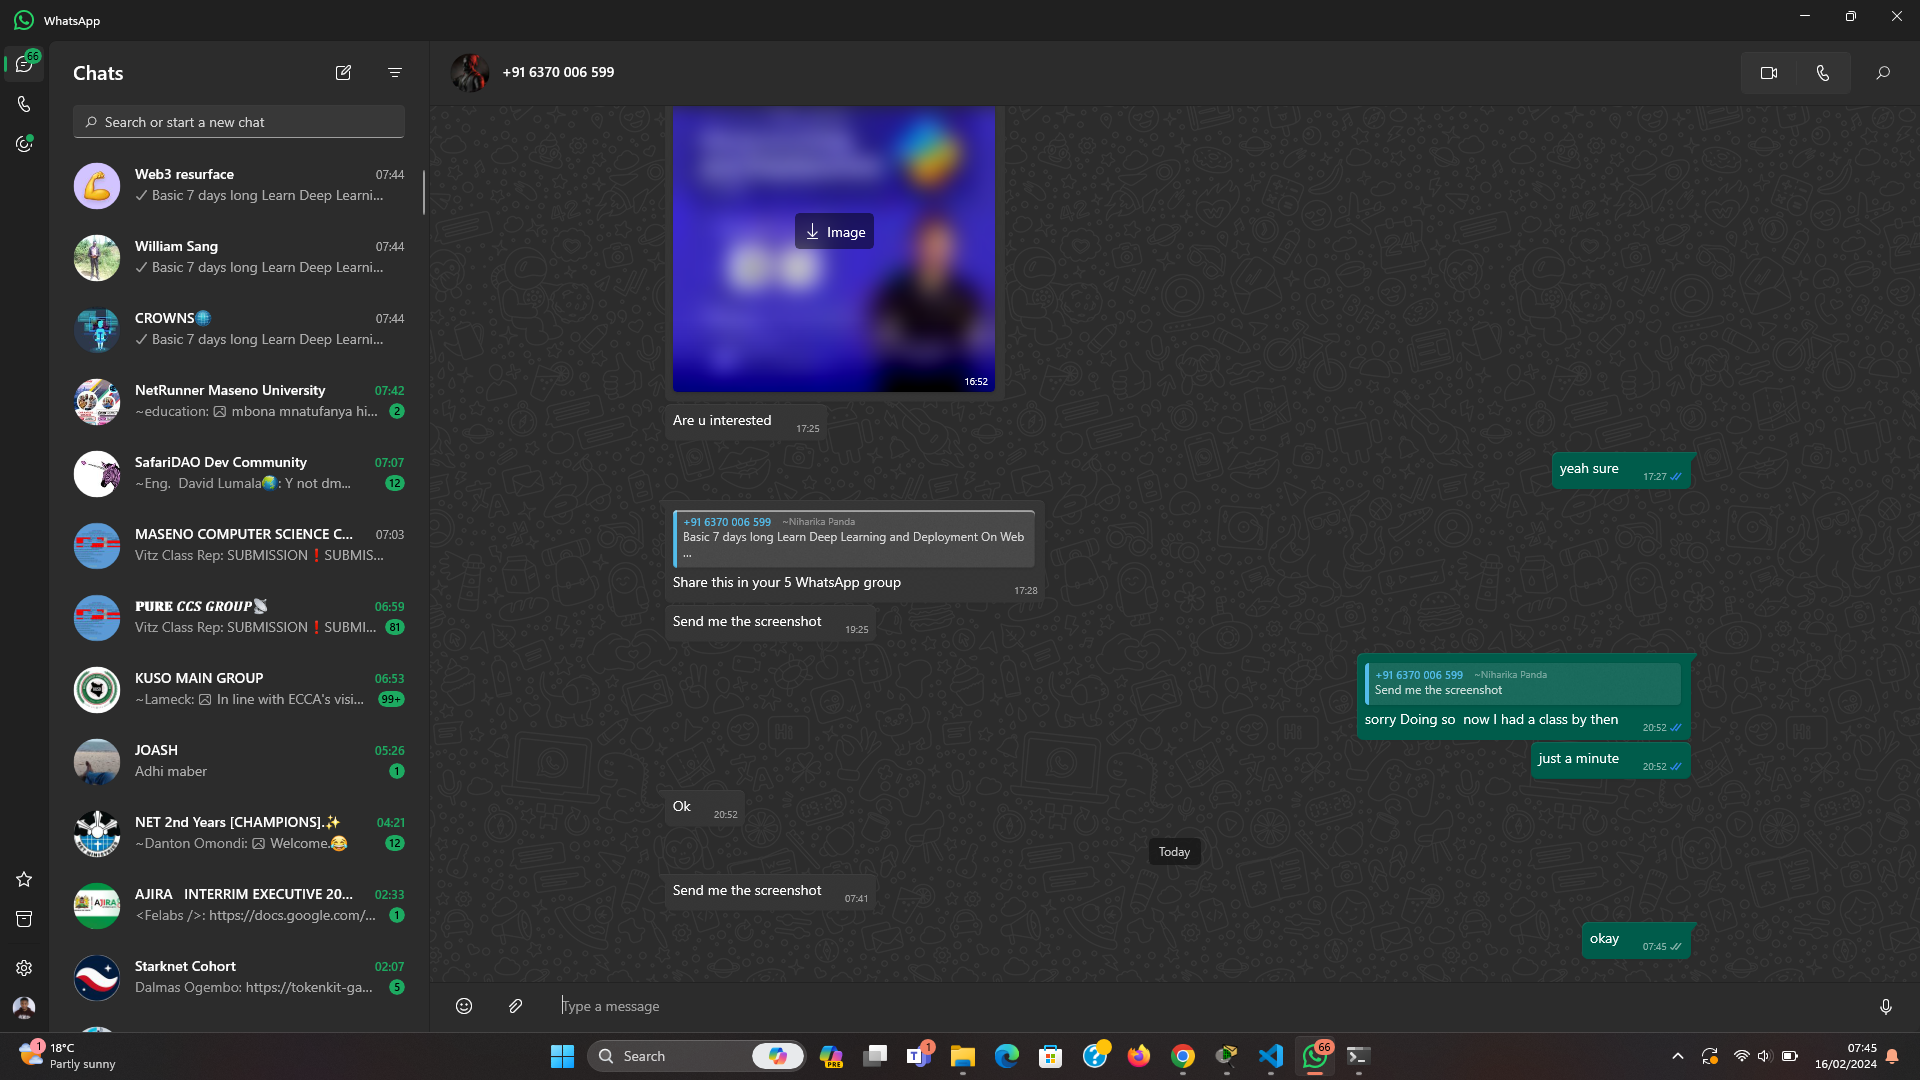 WhatsApp
66
Chats
Search or start a new chat
Web3 resurface 07:44
✓ Basic 7 days long Learn Deep Learni...
William Sang 07:44
✓ Basic 7 days long Learn Deep Learni...
CROWNS🌐 07:44
✓ Basic 7 days long Learn Deep Learni...
NetRunner Maseno University 07:42
~education: mbona mnatufanya hi... 2
SafariDAO Dev Community 07:07
~Eng. David Lumala🌏: Y not dm... 12
MASENO COMPUTER SCIENCE C... 07:03
Vitz Class Rep: SUBMISSION❗SUBMIS...
𝐏𝐔𝐑𝐄 𝑪𝑪𝑺 𝑮𝑹𝑶𝑼𝑷📡 06:59
Vitz Class Rep: SUBMISSION❗SUBMI... 81
KUSO MAIN GROUP 06:53
~Lameck: In line with ECCA's visi... 99+
JOASH 05:26
Adhi maber 1
NET 2nd Years [CHAMPIONS].✨ 04:21
~Danton Omondi: Welcome.😂 12
AJIRA INTERRIM EXECUTIVE 20... 02:33
<Felabs />: https://docs.google.com/... 1
Starknet Cohort 02:07
Dalmas Ogembo: https://tokenkit-ga... 5
+91 6370 006 599
Image
16:52
Are u interested 17:25
yeah sure 17:27
+91 6370 006 599 ~Niharika Panda
Basic 7 days long Learn Deep Learning and Deployment On Web
...
Share this in your 5 WhatsApp group 17:28
Send me the screenshot 19:25
+91 6370 006 599 ~Niharika Panda
Send me the screenshot
sorry Doing so  now I had a class by then 20:52
just a minute 20:52
Ok 20:52
Today
Send me the screenshot 07:41
okay 07:45
Type a message
1
18°C
Partly sunny
Search
PRE
1
66
07:45
16/02/2024